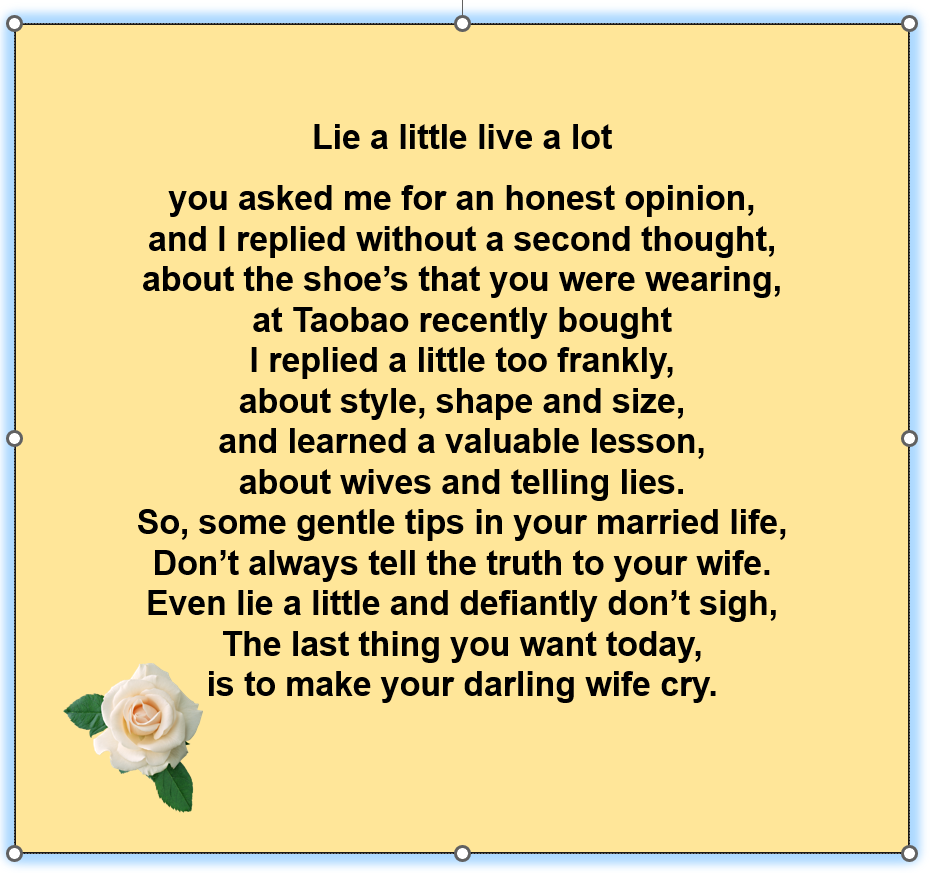 Lie a little live a lot
you asked me for an honest opinion,
and I replied without a second thought,
about the shoe’s that you were wearing,
at Taobao recently bought
I replied a little too frankly,
about style, shape and size,
and learned a valuable lesson,
about wives and telling lies.
So, some gentle tips in your married life,
Don’t always tell the truth to your wife.
Even lie a little and defiantly don’t sigh,
The last thing you want today,
is to make your darling wife cry.